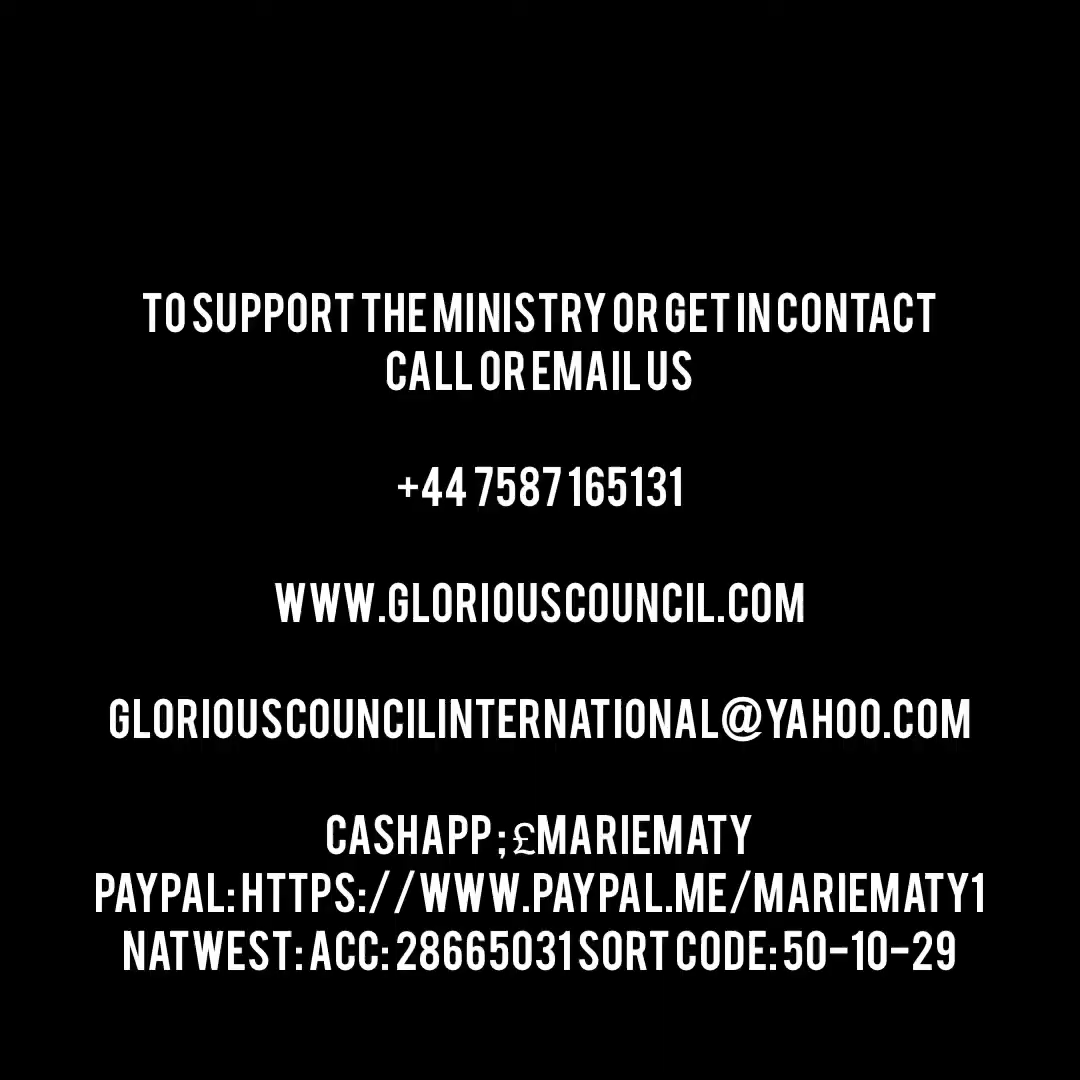 TO SUPPORT THE MINISTRY OR GET IN CONTACT
CALL OR EMAIL US
+44 7587 165131
WWW.GLORIOUSCOUNCIL.COM
GLORIOUSCOUNCILINTERNATIONAL@YAHOO.COM
CASHAPP ; £MARIEMATY
PAYPAL: HTTPS://WWW.PAYPAL.ME/MARIEMATY1
NATWEST: ACC: 28665031 SORT CODE: 50-10-29